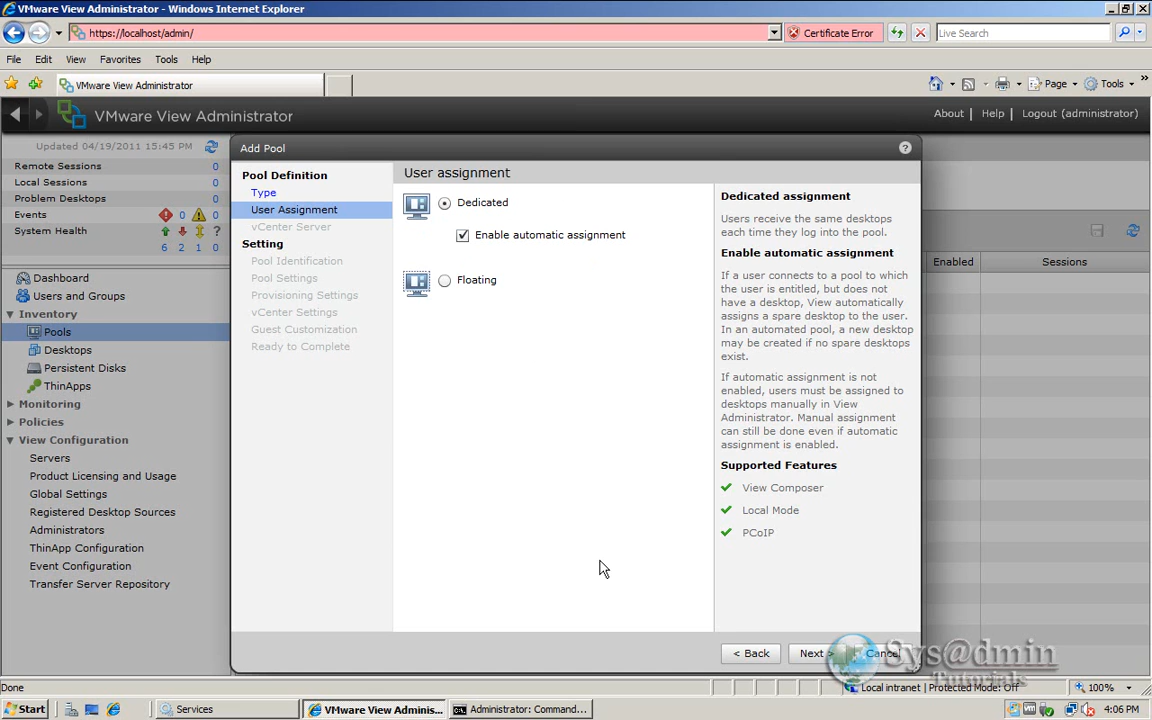 VMware View Administrator - Windows Internet Explorer
https://localhost/admin/
Certificate Error
Live Search
File Edit View Favorites Tools Help
VMware View Administrator
Page Tools
VMware View Administrator
About | Help | Logout (administrator)
Updated 04/19/2011 15:45 PM
Remote Sessions 0
Local Sessions 0
Problem Desktops 0
Events 0 0
System Health ?
6 2 1 0
Dashboard
Users and Groups
Inventory
Pools
Desktops
Persistent Disks
ThinApps
Monitoring
Policies
View Configuration
Servers
Product Licensing and Usage
Global Settings
Registered Desktop Sources
Administrators
ThinApp Configuration
Event Configuration
Transfer Server Repository
Add Pool
?
Pool Definition
Type
User Assignment
vCenter Server
Setting
Pool Identification
Pool Settings
Provisioning Settings
vCenter Settings
Guest Customization
Ready to Complete
User assignment
Dedicated
Enable automatic assignment
Floating
Dedicated assignment
Users receive the same desktops
each time they log into the pool.
Enable automatic assignment
If a user connects to a pool to which
the user is entitled, but does not
have a desktop, View automatically
assigns a spare desktop to the user.
In an automated pool, a new desktop
may be created if no spare desktops
exist.
If automatic assignment is not
enabled, users must be assigned to
desktops manually in View
Administrator. Manual assignment
can still be done even if automatic
assignment is enabled.
Supported Features
View Composer
Local Mode
PCoIP
< Back
Next >
Cancel
Enabled
Sessions
Sys@dmin
Tutorials
Done
Local intranet | Protected Mode: Off
100%
Start
Services
VMware View Adminis...
Administrator: Command...
4:06 PM